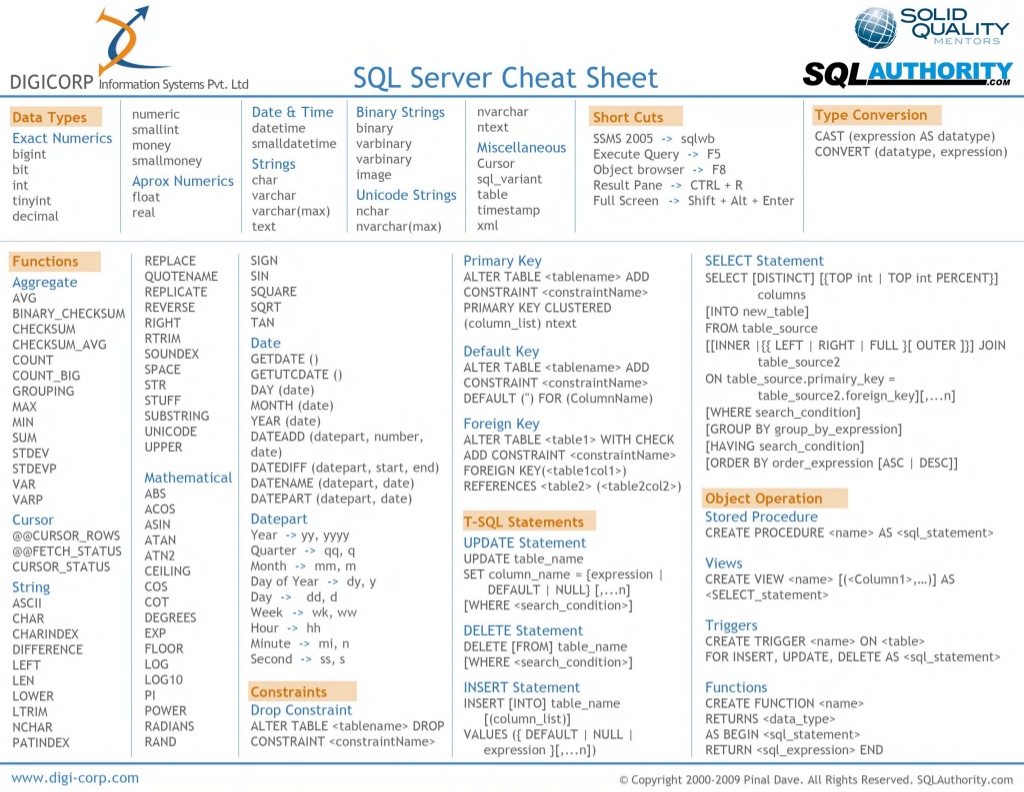 DIGICORP Information Systems Pvt. Ltd
SQL Server Cheat Sheet
SOLID
QUALITY
MENTORS
SQLAUTHORITY.COM
Data Types
Exact Numerics
bigint
bit
int
tinyint
decimal
numeric
smallint
money
smallmoney
Aprox Numerics
float
real
Date & Time
datetime
smalldatetime
Strings
char
varchar
varchar(max)
text
Binary Strings
binary
varbinary
varbinary
image
Unicode Strings
nchar
nvarchar(max)
nvarchar
ntext
Miscellaneous
Cursor
sql_variant
table
timestamp
xml
Short Cuts
SSMS 2005 -> sqlwb
Execute Query -> F5
Object browser -> F8
Result Pane -> CTRL + R
Full Screen -> Shift + Alt + Enter
Type Conversion
CAST (expression AS datatype)
CONVERT (datatype, expression)
Functions
Aggregate
AVG
BINARY_CHECKSUM
CHECKSUM
CHECKSUM_AVG
COUNT
COUNT_BIG
GROUPING
MAX
MIN
SUM
STDEV
STDEVP
VAR
VARP
Cursor
@@CURSOR_ROWS
@@FETCH_STATUS
CURSOR_STATUS
String
ASCII
CHAR
CHARINDEX
DIFFERENCE
LEFT
LEN
LOWER
LTRIM
NCHAR
PATINDEX
REPLACE
QUOTENAME
REPLICATE
REVERSE
RIGHT
RTRIM
SOUNDEX
SPACE
STR
STUFF
SUBSTRING
UNICODE
UPPER
Mathematical
ABS
ACOS
ASIN
ATAN
ATN2
CEILING
COS
COT
DEGREES
EXP
FLOOR
LOG
LOG10
PI
POWER
RADIANS
RAND
SIGN
SIN
SQUARE
SQRT
TAN
Date
GETDATE ()
GETUTCDATE ()
DAY (date)
MONTH (date)
YEAR (date)
DATEADD (datepart, number,
date)
DATEDIFF (datepart, start, end)
DATENAME (datepart, date)
DATEPART (datepart, date)
Datepart
Year -> yy, yyyy
Quarter -> qq, q
Month -> mm, m
Day of Year -> dy, y
Day -> dd, d
Week -> wk, ww
Hour -> hh
Minute -> mi, n
Second -> ss, s
Constraints
Drop Constraint
ALTER TABLE <tablename> DROP
CONSTRAINT <constraintName>
Primary Key
ALTER TABLE <tablename> ADD
CONSTRAINT <constraintName>
PRIMARY KEY CLUSTERED
(column_list) ntext
Default Key
ALTER TABLE <tablename> ADD
CONSTRAINT <constraintName>
DEFAULT ('') FOR (ColumnName)
Foreign Key
ALTER TABLE <table1> WITH CHECK
ADD CONSTRAINT <constraintName>
FOREIGN KEY(<table1col1>)
REFERENCES <table2> (<table2col2>)
T-SQL Statements
UPDATE Statement
UPDATE table_name
SET column_name = {expression |
DEFAULT | NULL} [,...n]
[WHERE <search_condition>]
DELETE Statement
DELETE [FROM] table_name
[WHERE <search_condition>]
INSERT Statement
INSERT [INTO] table_name
[(column_list)]
VALUES ({ DEFAULT | NULL |
expression }[,...n])
SELECT Statement
SELECT [DISTINCT] [{TOP int | TOP int PERCENT}]
columns
[INTO new_table]
FROM table_source
[[INNER |{{ LEFT | RIGHT | FULL }[ OUTER ]}] JOIN
table_source2
ON table_source.primairy_key =
table_source2.foreign_key][,...n]
[WHERE search_condition]
[GROUP BY group_by_expression]
[HAVING search_condition]
[ORDER BY order_expression [ASC | DESC]]
Object Operation
Stored Procedure
CREATE PROCEDURE <name> AS <sql_statement>
Views
CREATE VIEW <name> [(<Column1>,...)] AS
<SELECT_statement>
Triggers
CREATE TRIGGER <name> ON <table>
FOR INSERT, UPDATE, DELETE AS <sql_statement>
Functions
CREATE FUNCTION <name>
RETURNS <data_type>
AS BEGIN <sql_statement>
RETURN <sql_expression> END
www.digi-corp.com
© Copyright 2000-2009 Pinal Dave. All Rights Reserved. SQLAuthority.com